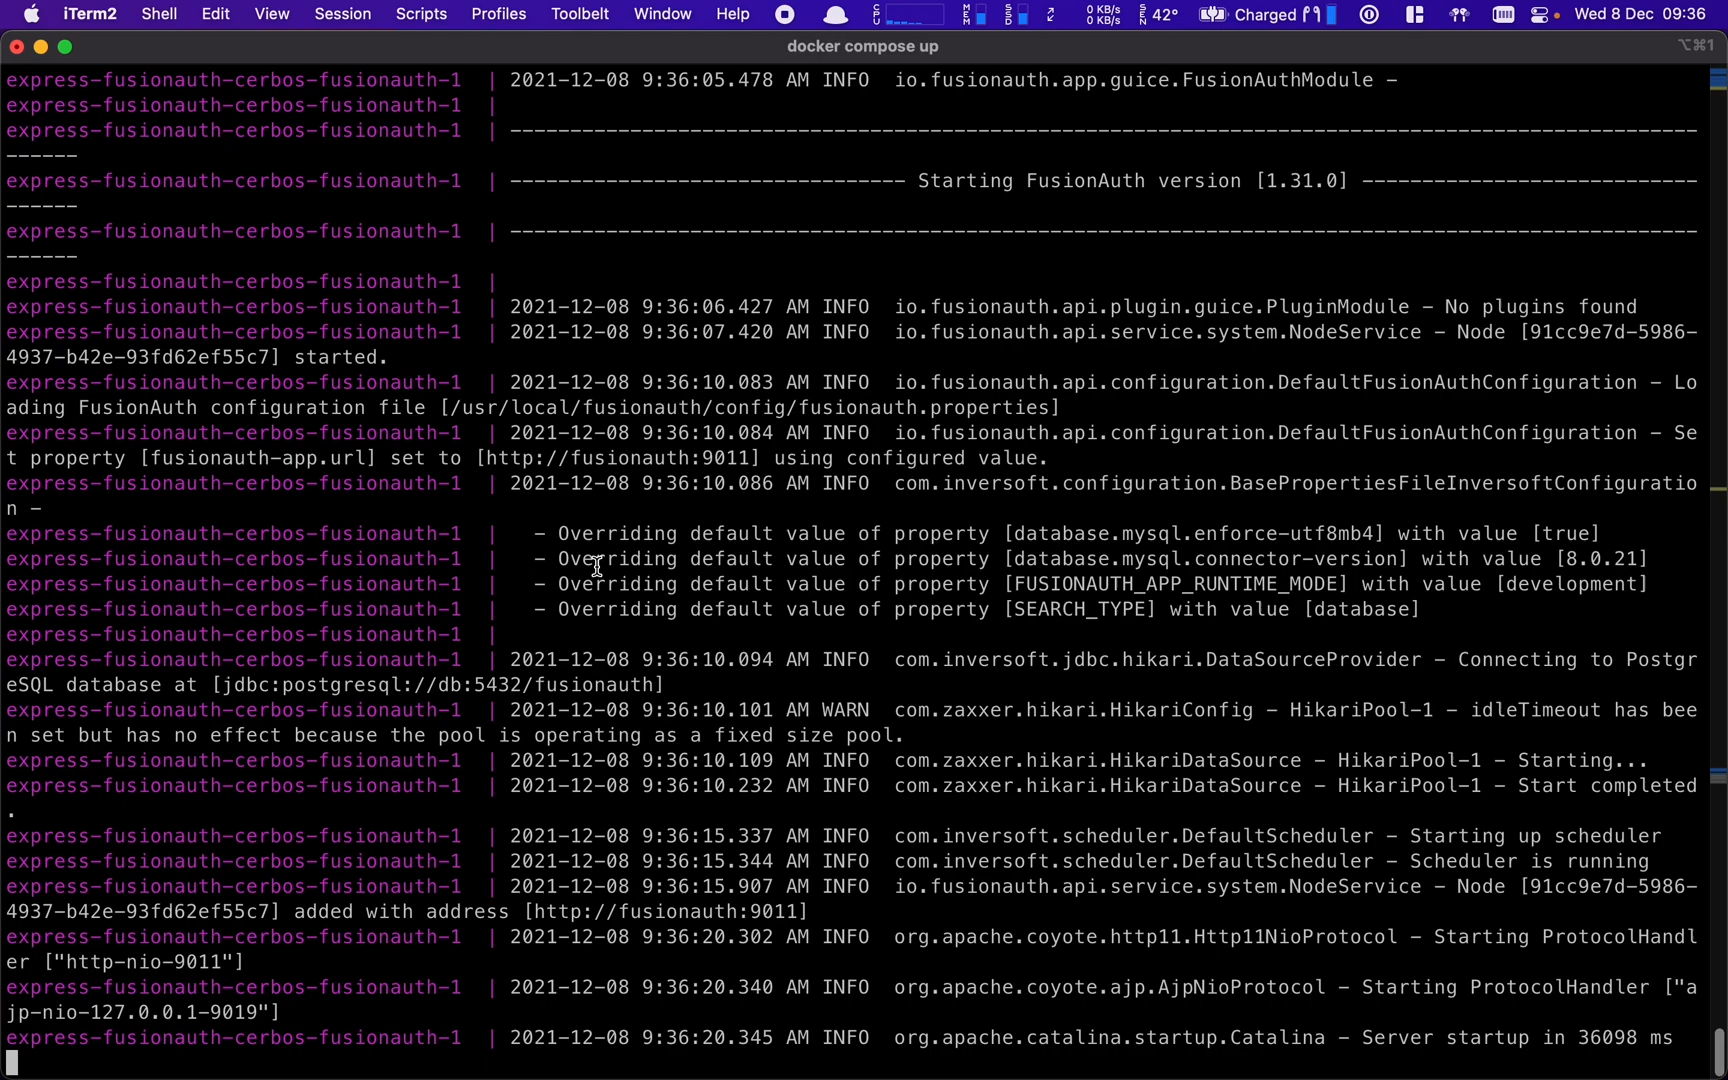 iTerm2 Shell Edit View Session Scripts Profiles Toolbelt Window Help CPU MEM SSD 0 KB/s 0 KB/s SEN 42° Charged Wed 8 Dec 09:36
docker compose up ⌥⌘1
express-fusionauth-cerbos-fusionauth-1 | 2021-12-08 9:36:05.478 AM INFO io.fusionauth.app.guice.FusionAuthModule -
express-fusionauth-cerbos-fusionauth-1 |
express-fusionauth-cerbos-fusionauth-1 | ---------------------------------------------------------------------------------------------------
------
express-fusionauth-cerbos-fusionauth-1 | --------------------------------- Starting FusionAuth version [1.31.0] ----------------------------
------
express-fusionauth-cerbos-fusionauth-1 | ---------------------------------------------------------------------------------------------------
------
express-fusionauth-cerbos-fusionauth-1 |
express-fusionauth-cerbos-fusionauth-1 | 2021-12-08 9:36:06.427 AM INFO io.fusionauth.api.plugin.guice.PluginModule - No plugins found
express-fusionauth-cerbos-fusionauth-1 | 2021-12-08 9:36:07.420 AM INFO io.fusionauth.api.service.system.NodeService - Node [91cc9e7d-5986-
4937-b42e-93fd62ef55c7] started.
express-fusionauth-cerbos-fusionauth-1 | 2021-12-08 9:36:10.083 AM INFO io.fusionauth.api.configuration.DefaultFusionAuthConfiguration - Lo
ading FusionAuth configuration file [/usr/local/fusionauth/config/fusionauth.properties]
express-fusionauth-cerbos-fusionauth-1 | 2021-12-08 9:36:10.084 AM INFO io.fusionauth.api.configuration.DefaultFusionAuthConfiguration - Se
t property [fusionauth-app.url] set to [http://fusionauth:9011] using configured value.
express-fusionauth-cerbos-fusionauth-1 | 2021-12-08 9:36:10.086 AM INFO com.inversoft.configuration.BasePropertiesFileInversoftConfiguratio
n -
express-fusionauth-cerbos-fusionauth-1 | - Overriding default value of property [database.mysql.enforce-utf8mb4] with value [true]
express-fusionauth-cerbos-fusionauth-1 | - Overriding default value of property [database.mysql.connector-version] with value [8.0.21]
express-fusionauth-cerbos-fusionauth-1 | - Overriding default value of property [FUSIONAUTH_APP_RUNTIME_MODE] with value [development]
express-fusionauth-cerbos-fusionauth-1 | - Overriding default value of property [SEARCH_TYPE] with value [database]
express-fusionauth-cerbos-fusionauth-1 |
express-fusionauth-cerbos-fusionauth-1 | 2021-12-08 9:36:10.094 AM INFO com.inversoft.jdbc.hikari.DataSourceProvider - Connecting to Postgr
eSQL database at [jdbc:postgresql://db:5432/fusionauth]
express-fusionauth-cerbos-fusionauth-1 | 2021-12-08 9:36:10.101 AM WARN com.zaxxer.hikari.HikariConfig - HikariPool-1 - idleTimeout has bee
n set but has no effect because the pool is operating as a fixed size pool.
express-fusionauth-cerbos-fusionauth-1 | 2021-12-08 9:36:10.109 AM INFO com.zaxxer.hikari.HikariDataSource - HikariPool-1 - Starting...
express-fusionauth-cerbos-fusionauth-1 | 2021-12-08 9:36:10.232 AM INFO com.zaxxer.hikari.HikariDataSource - HikariPool-1 - Start completed
.
express-fusionauth-cerbos-fusionauth-1 | 2021-12-08 9:36:15.337 AM INFO com.inversoft.scheduler.DefaultScheduler - Starting up scheduler
express-fusionauth-cerbos-fusionauth-1 | 2021-12-08 9:36:15.344 AM INFO com.inversoft.scheduler.DefaultScheduler - Scheduler is running
express-fusionauth-cerbos-fusionauth-1 | 2021-12-08 9:36:15.907 AM INFO io.fusionauth.api.service.system.NodeService - Node [91cc9e7d-5986-
4937-b42e-93fd62ef55c7] added with address [http://fusionauth:9011]
express-fusionauth-cerbos-fusionauth-1 | 2021-12-08 9:36:20.302 AM INFO org.apache.coyote.http11.Http11NioProtocol - Starting ProtocolHandl
er ["http-nio-9011"]
express-fusionauth-cerbos-fusionauth-1 | 2021-12-08 9:36:20.340 AM INFO org.apache.coyote.ajp.AjpNioProtocol - Starting ProtocolHandler ["a
jp-nio-127.0.0.1-9019"]
express-fusionauth-cerbos-fusionauth-1 | 2021-12-08 9:36:20.345 AM INFO org.apache.catalina.startup.Catalina - Server startup in 36098 ms